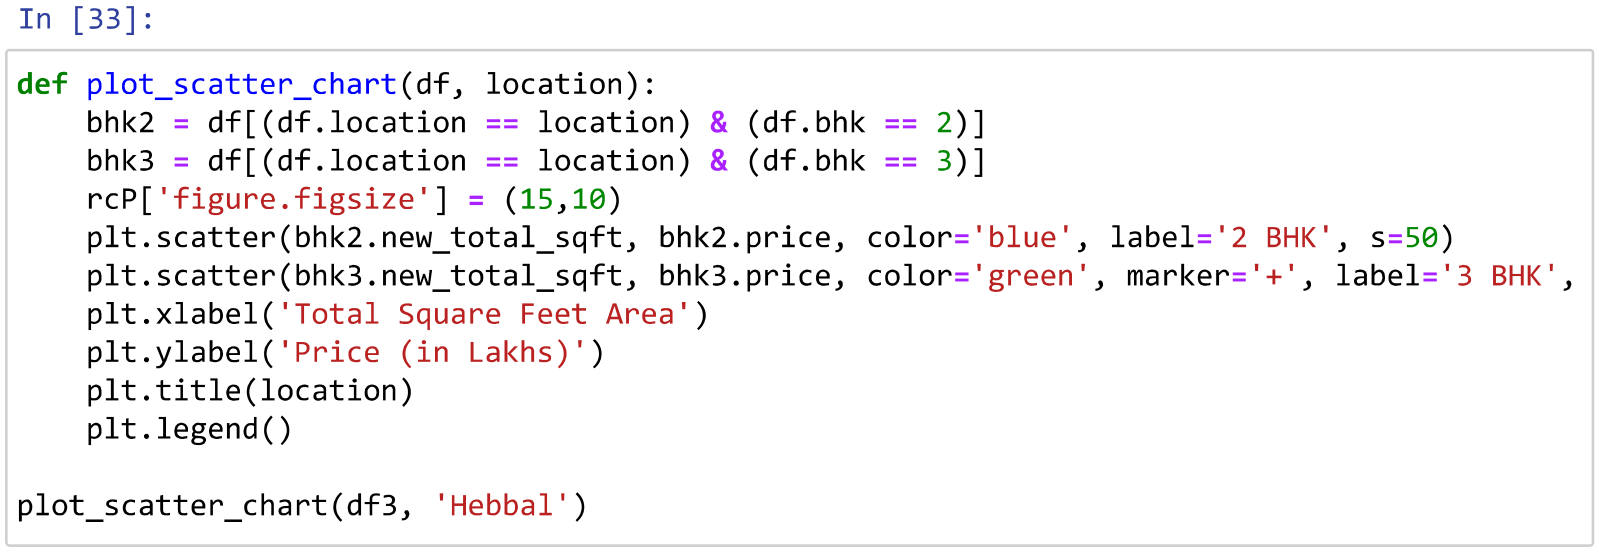 In [33]:
def plot_scatter_chart(df, location):
    bhk2 = df[(df.location == location) & (df.bhk == 2)]
    bhk3 = df[(df.location == location) & (df.bhk == 3)]
    rcP['figure.figsize'] = (15,10)
    plt.scatter(bhk2.new_total_sqft, bhk2.price, color='blue', label='2 BHK', s=50)
    plt.scatter(bhk3.new_total_sqft, bhk3.price, color='green', marker='+', label='3 BHK',
    plt.xlabel('Total Square Feet Area')
    plt.ylabel('Price (in Lakhs)')
    plt.title(location)
    plt.legend()
plot_scatter_chart(df3, 'Hebbal')